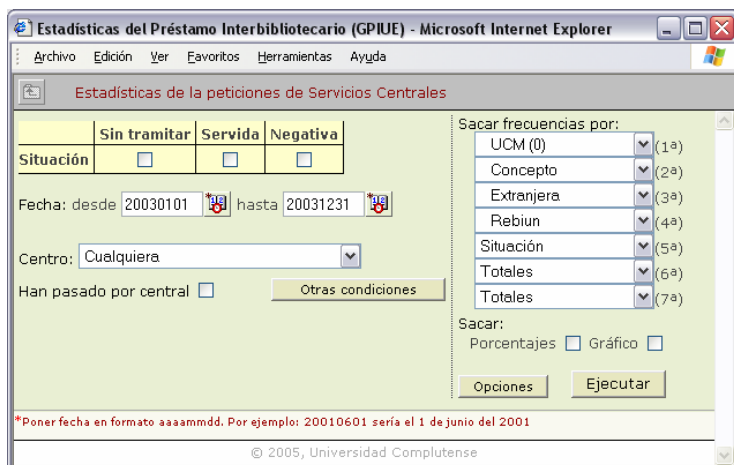 Estadísticas del Préstamo Interbibliotecario (GPIUE) - Microsoft Internet Explorer
Archivo Edición Ver Favoritos Herramientas Ayuda
Estadísticas de la peticiones de Servicios Centrales
Sin tramitar Servida Negativa
Situación
Fecha: desde 20030101 hasta 20031231
Centro: Cualquiera
Han pasado por central Otras condiciones
Sacar frecuencias por:
UCM (0) (1ª)
Concepto (2ª)
Extranjera (3ª)
Rebiun (4ª)
Situación (5ª)
Totales (6ª)
Totales (7ª)
Sacar:
Porcentajes Gráfico
Opciones Ejecutar
*Poner fecha en formato aaaammdd. Por ejemplo: 20010601 sería el 1 de junio del 2001
© 2005, Universidad Complutense